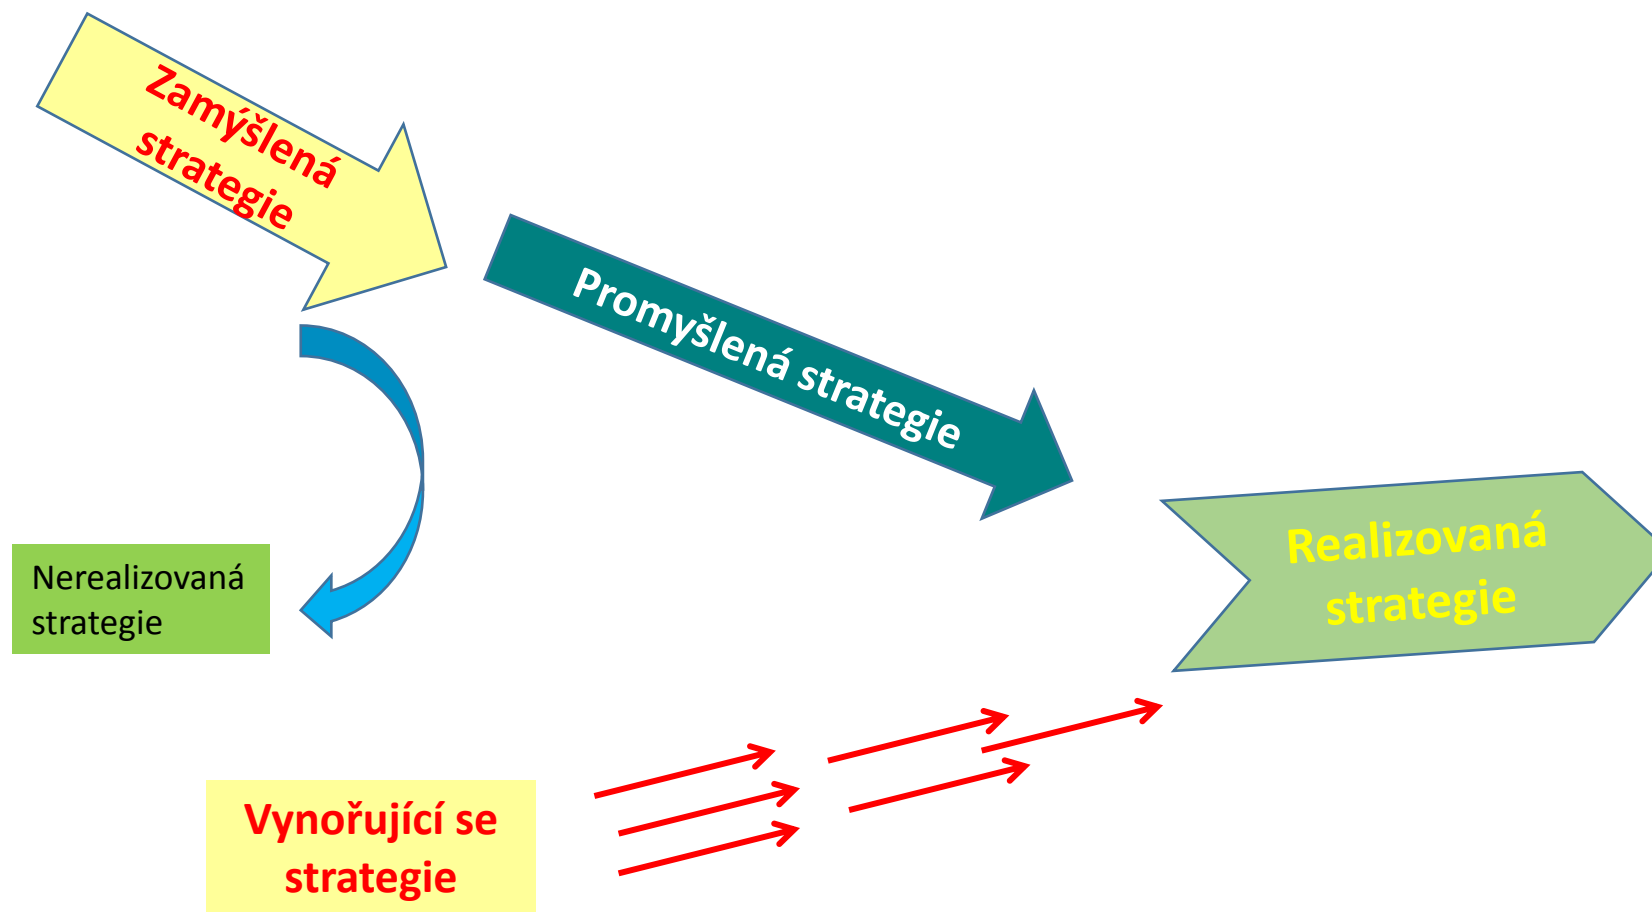 Zamýšlená
strategie
Promyšlená strategie
Realizovaná
strategie
Nerealizovaná
strategie
Vynořující se
strategie